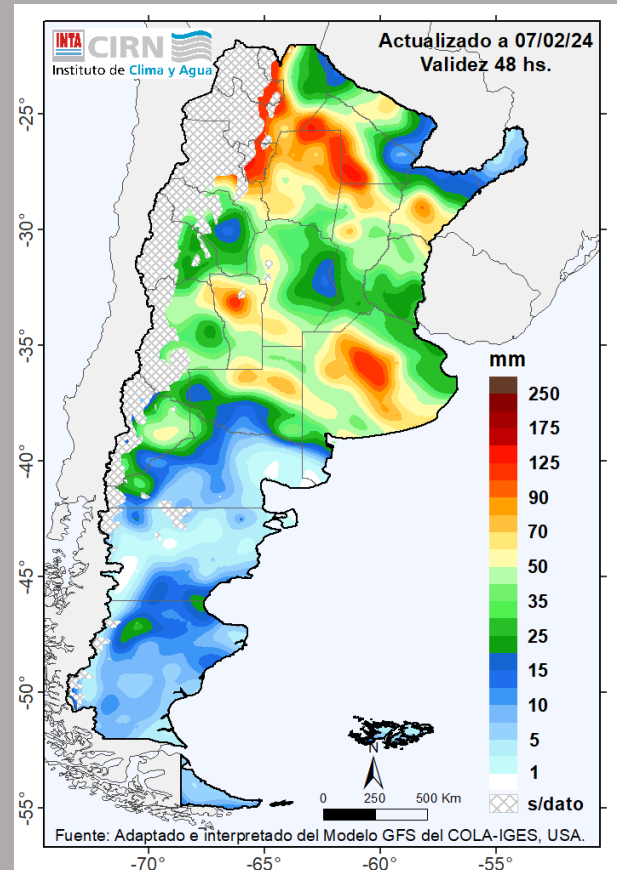 INTA CIRN
Instituto de Clima y Agua
Actualizado a 07/02/24
Validez 48 hs.
-25°
-30°
-35°
-40°
-45°
-50°
-55°
mm
250
175
125
90
70
50
35
25
15
10
5
1
s/dato
N
0 250 500 Km
Fuente: Adaptado e interpretado del Modelo GFS del COLA-IGES, USA.
-70° -65° -60° -55°